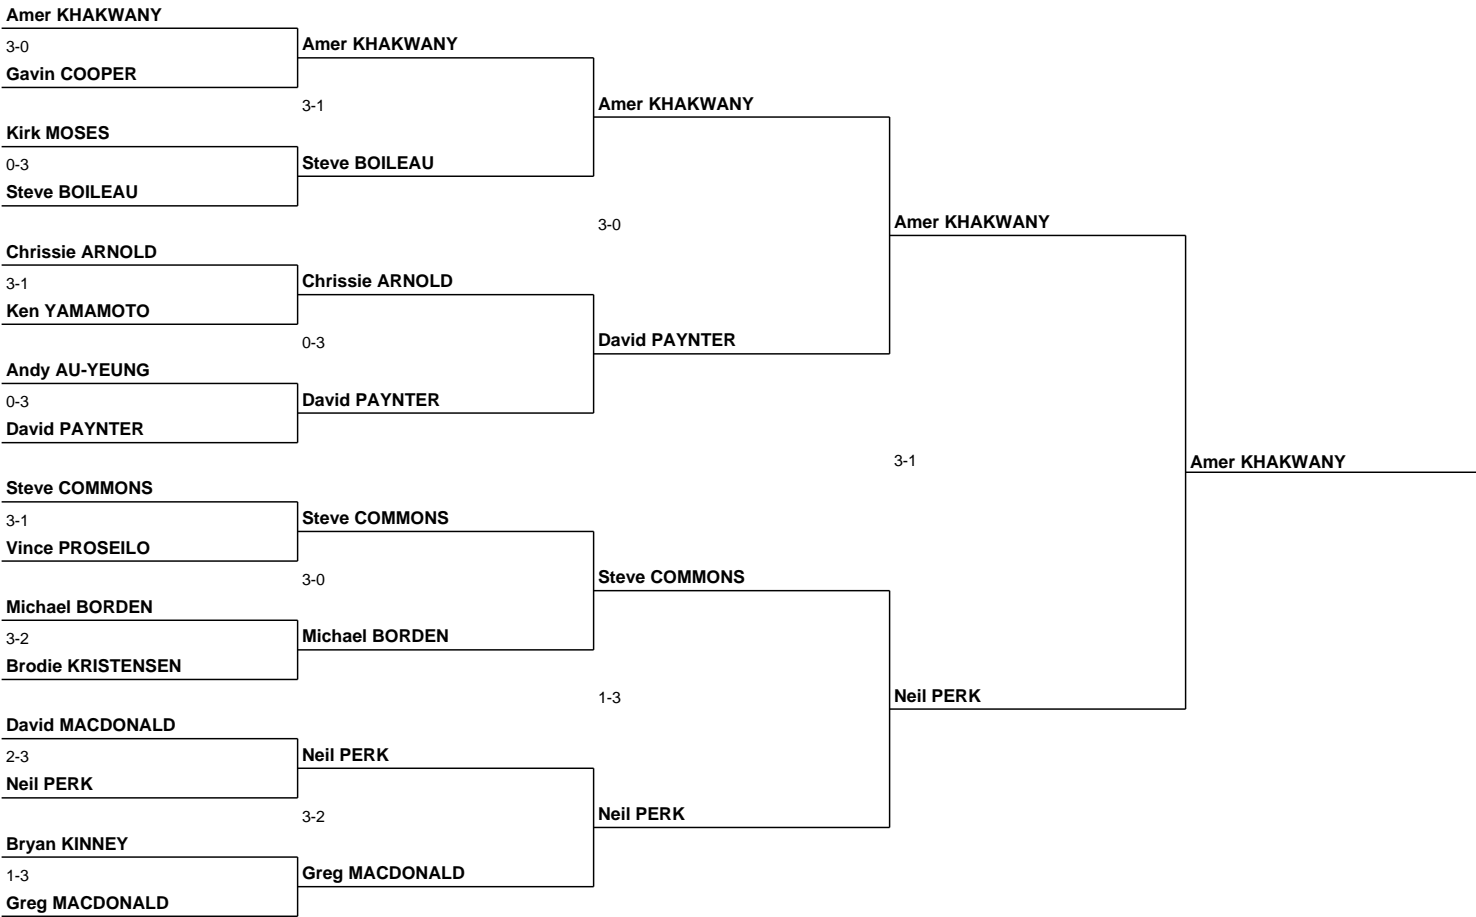 Amer KHAKWANY
3-0
Gavin COOPER
Kirk MOSES
0-3
Steve BOILEAU
Chrissie ARNOLD
3-1
Ken YAMAMOTO
Andy AU-YEUNG
0-3
David PAYNTER
Steve COMMONS
3-1
Vince PROSEILO
Michael BORDEN
3-2
Brodie KRISTENSEN
David MACDONALD
2-3
Neil PERK
Bryan KINNEY
1-3
Greg MACDONALD
Amer KHAKWANY
3-1
Steve BOILEAU
Chrissie ARNOLD
0-3
David PAYNTER
Steve COMMONS
3-0
Michael BORDEN
Neil PERK
3-2
Greg MACDONALD
Amer KHAKWANY
3-0
David PAYNTER
Steve COMMONS
1-3
Neil PERK
Amer KHAKWANY
3-1
Neil PERK
Amer KHAKWANY